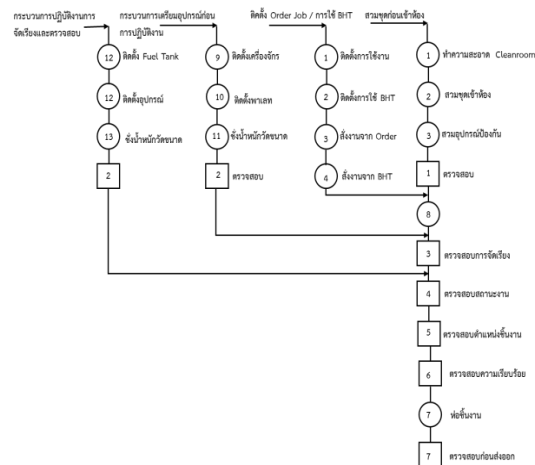 กระบวนการปฏิบัติงานการ
จัดเรียงและตรวจสอบ
12 ติดตั้ง Fuel Tank
12 ติดตั้งอุปกรณ์
13 ชั่งน้ำหนักวัดขนาด
2
กระบวนการเตรียมอุปกรณ์ก่อน
การปฏิบัติงาน
9 ติดตั้งเครื่องจักร
10 ติดตั้งพาเลท
11 ชั่งน้ำหนักวัดขนาด
2 ตรวจสอบ
ติดตั้ง Order Job / การใช้ BHT
1 ติดตั้งการใช้งาน
2 ติดตั้งการใช้ BHT
3 สั่งงานจาก Order
4 สั่งงานจาก BHT
สวมชุดก่อนเข้าห้อง
1 ทำความสะอาด Cleanroom
2 สวมชุดเข้าห้อง
3 สวมอุปกรณ์ป้องกัน
1 ตรวจสอบ
8
3 ตรวจสอบการจัดเรียง
4 ตรวจสอบสถานะงาน
5 ตรวจสอบตำแหน่งชิ้นงาน
6 ตรวจสอบความเรียบร้อย
7 ห่อชิ้นงาน
7 ตรวจสอบก่อนส่งออก